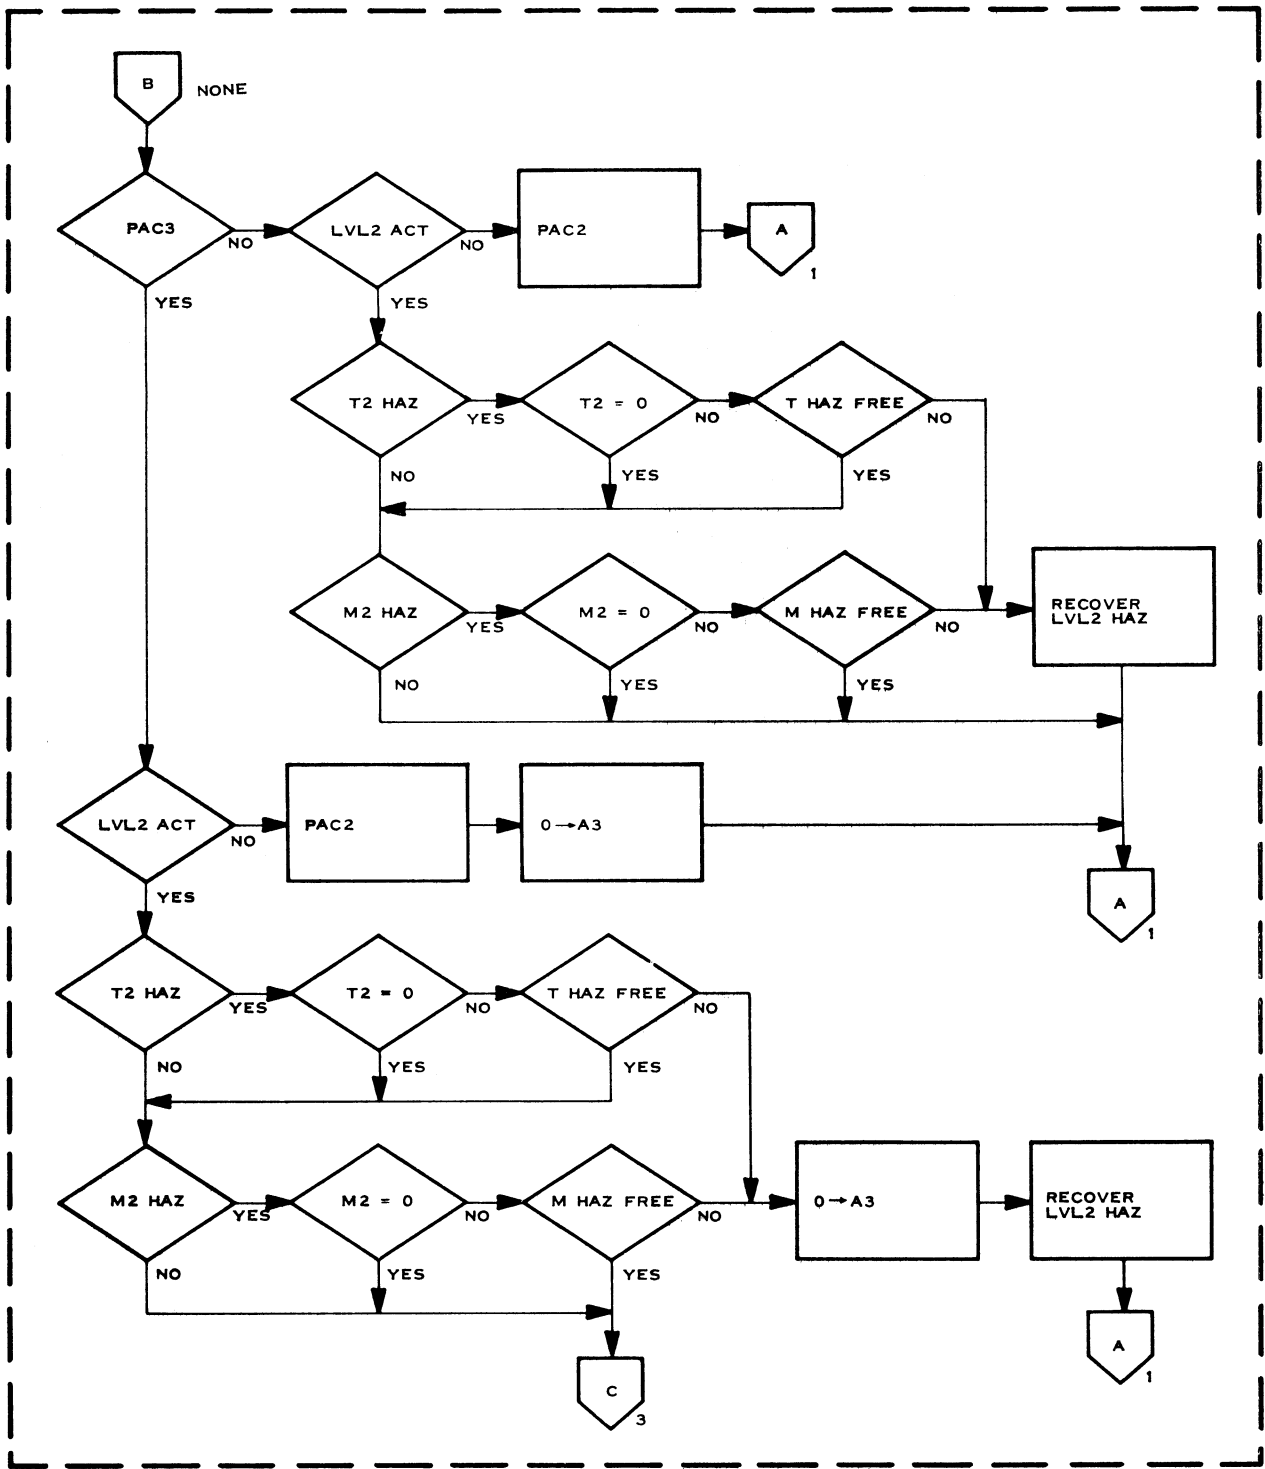 B
NONE
PAC3
NO
LVL2 ACT
NO
PAC2
A
1
YES
YES
T2 HAZ
YES
T2 = 0
NO
T HAZ FREE
NO
NO
YES
YES
M2 HAZ
YES
M2 = 0
NO
M HAZ FREE
NO
RECOVER
LVL2 HAZ
NO
YES
YES
LVL2 ACT
NO
PAC2
0→A3
A
1
YES
T2 HAZ
YES
T2 = 0
NO
T HAZ FREE
NO
NO
YES
YES
M2 HAZ
YES
M2 = 0
NO
M HAZ FREE
NO
0→A3
RECOVER
LVL2 HAZ
NO
YES
YES
A
1
C
3